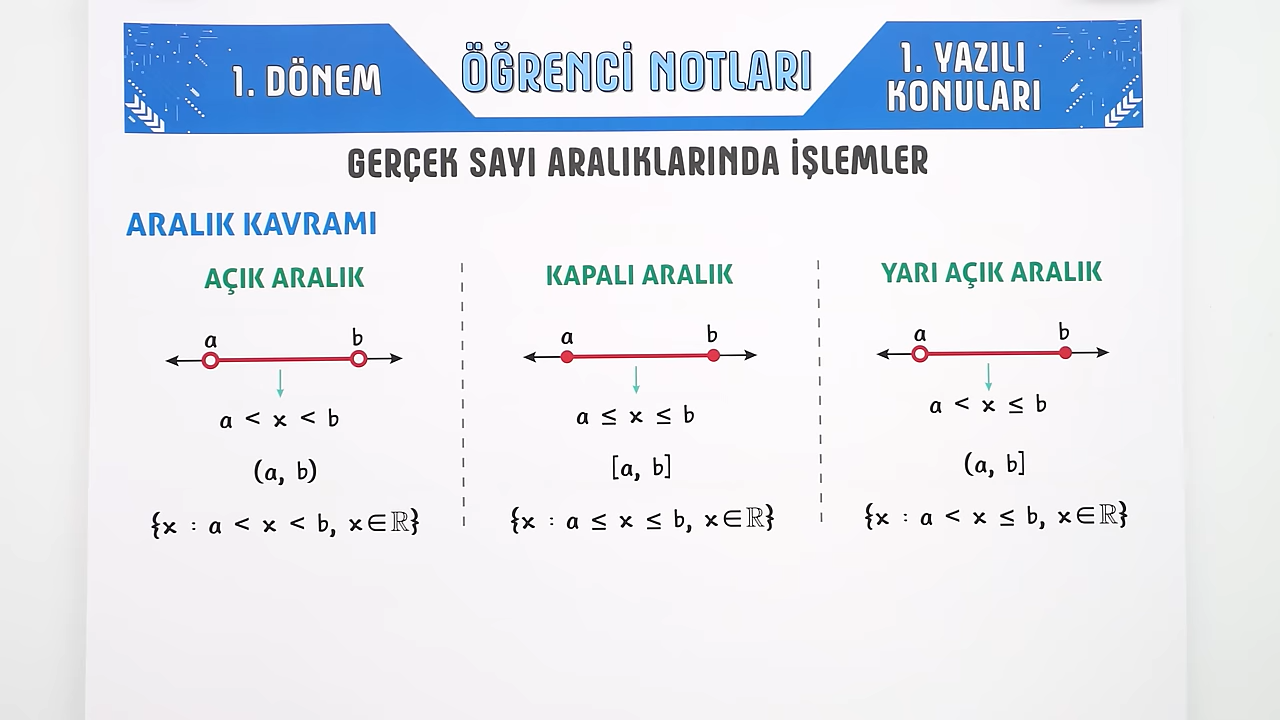 1. DÖNEM
ÖĞRENCİ NOTLARI
1. YAZILI
KONULARI
GERÇEK SAYI ARALIKLARINDA İŞLEMLER
ARALIK KAVRAMI
AÇIK ARALIK
a b
a < x < b
(a, b)
{x : a < x < b, x∈ℝ}
KAPALI ARALIK
a b
a ≤ x ≤ b
[a, b]
{x : a ≤ x ≤ b, x∈ℝ}
YARI AÇIK ARALIK
a b
a < x ≤ b
(a, b]
{x : a < x ≤ b, x∈ℝ}